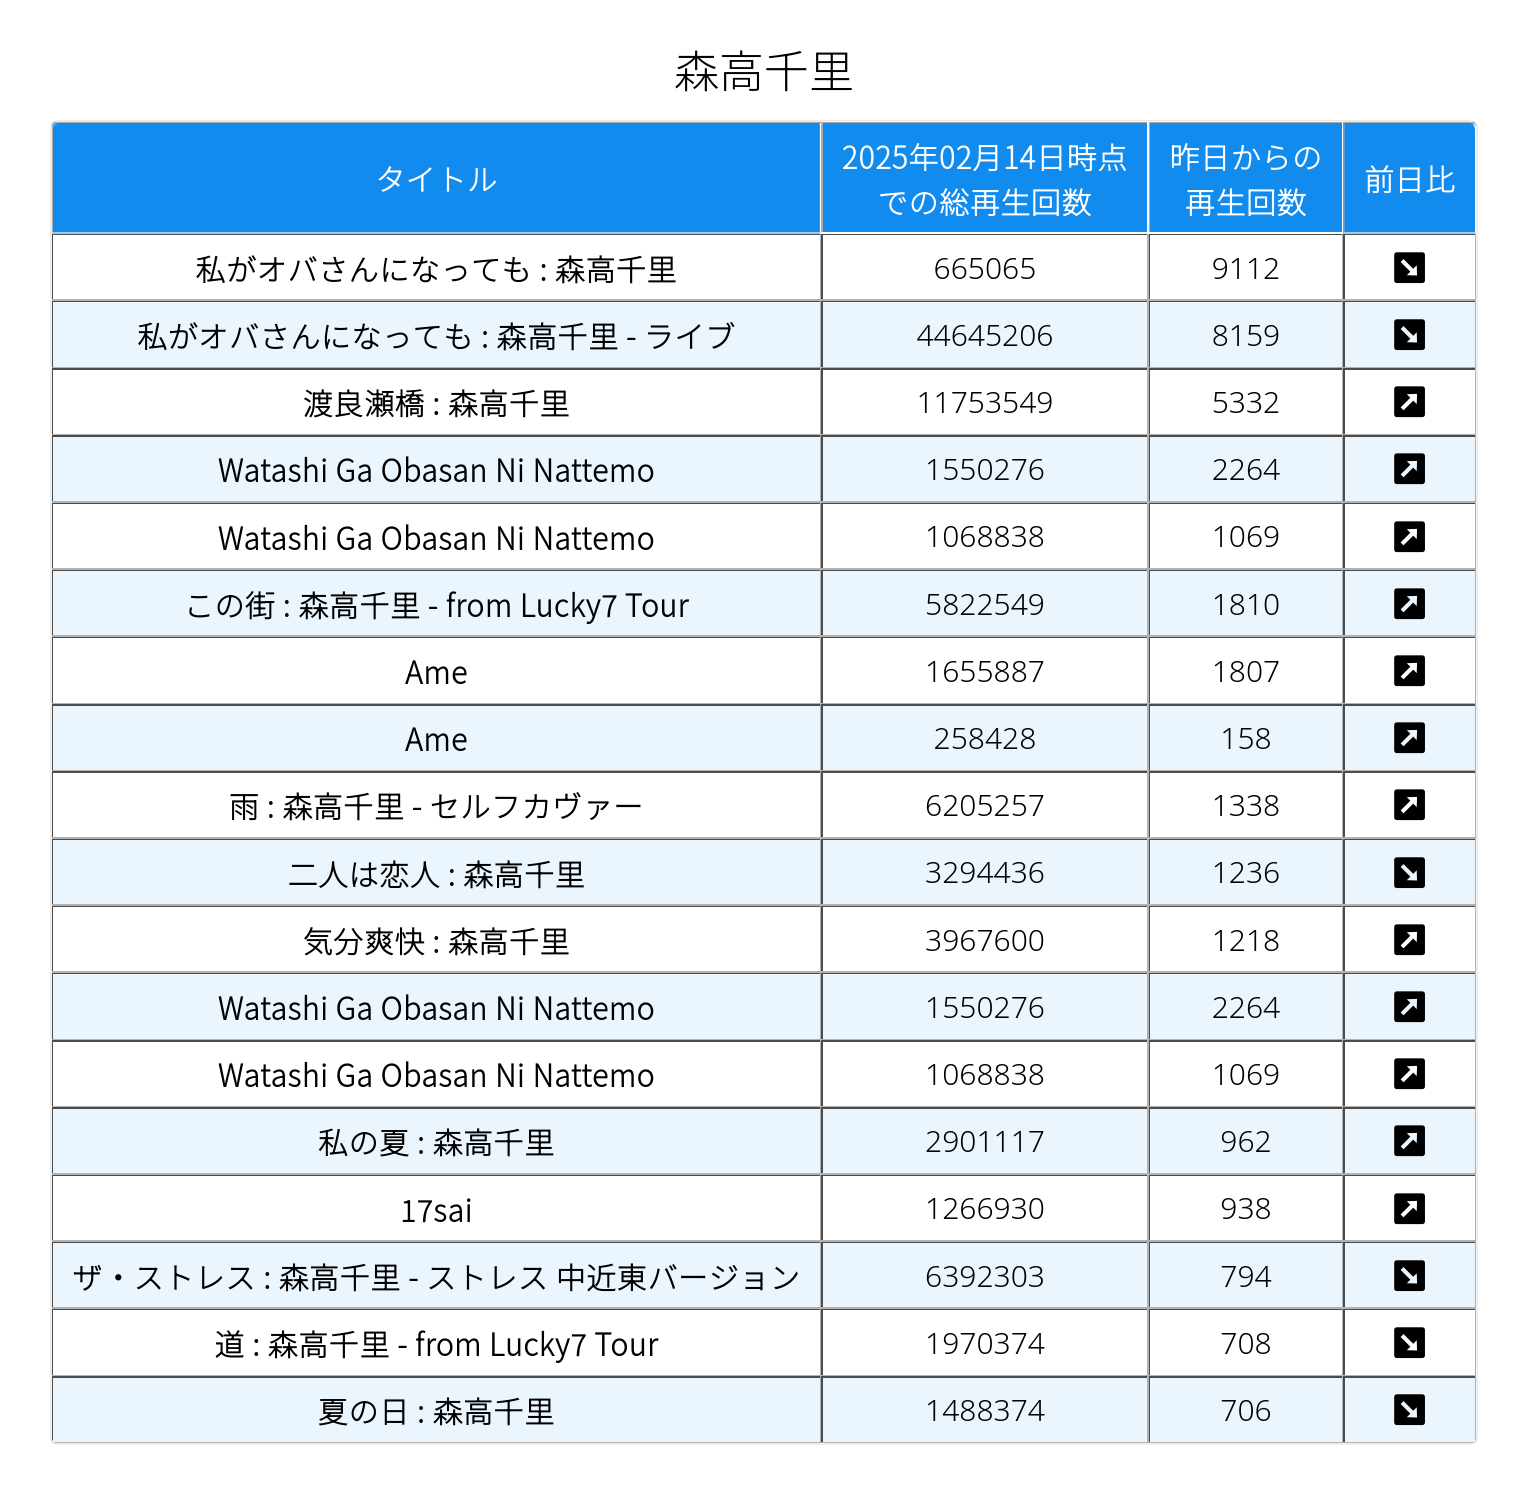 森高千里
タイトル
2025年02月14日時点
での総再生回数
昨日からの
再生回数
前日比
私がオバさんになっても : 森高千里 665065 9112 ↘
私がオバさんになっても : 森高千里 - ライブ 44645206 8159 ↘
渡良瀬橋 : 森高千里 11753549 5332 ↗
Watashi Ga Obasan Ni Nattemo 1550276 2264 ↗
Watashi Ga Obasan Ni Nattemo 1068838 1069 ↗
この街 : 森高千里 - from Lucky7 Tour 5822549 1810 ↗
Ame 1655887 1807 ↗
Ame 258428 158 ↗
雨 : 森高千里 - セルフカヴァー 6205257 1338 ↗
二人は恋人 : 森高千里 3294436 1236 ↘
気分爽快 : 森高千里 3967600 1218 ↗
Watashi Ga Obasan Ni Nattemo 1550276 2264 ↗
Watashi Ga Obasan Ni Nattemo 1068838 1069 ↗
私の夏 : 森高千里 2901117 962 ↗
17sai 1266930 938 ↗
ザ・ストレス : 森高千里 - ストレス 中近東バージョン 6392303 794 ↘
道 : 森高千里 - from Lucky7 Tour 1970374 708 ↘
夏の日 : 森高千里 1488374 706 ↘